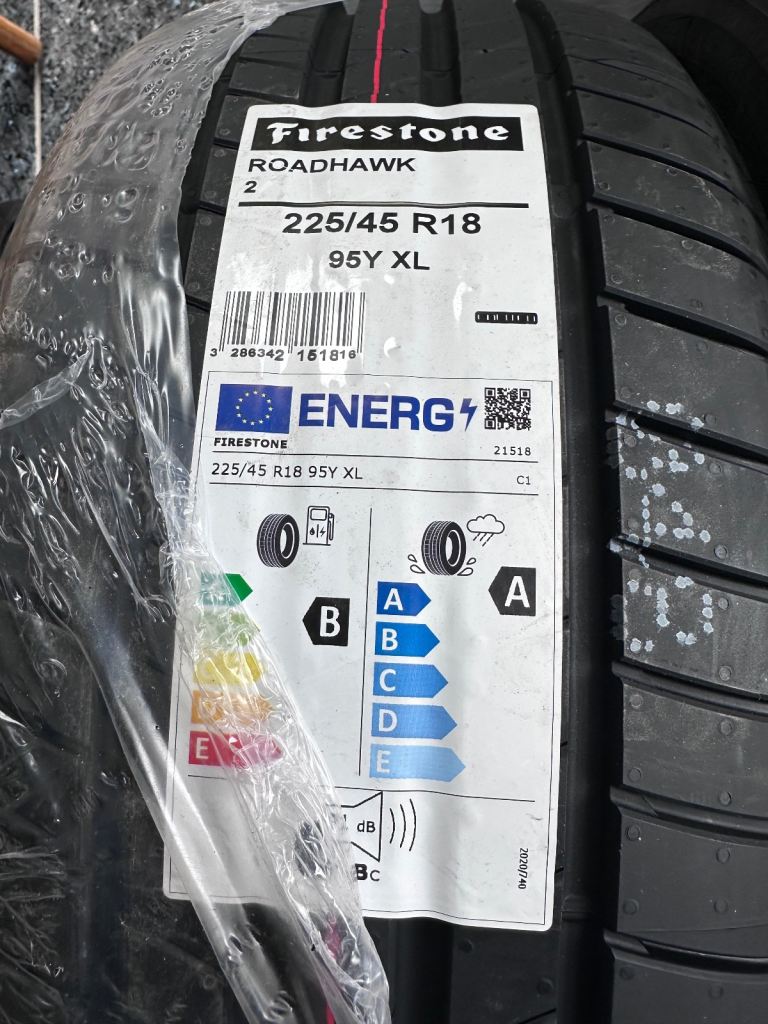 Firestone
ROADHAWK
2
225/45 R18
95Y XL
3 286342 151816
ENERG
FIRESTONE
21518
225/45 R18 95Y XL
C1
B
A
A
B
C
D
E
D
E
dB
B C
2020/740